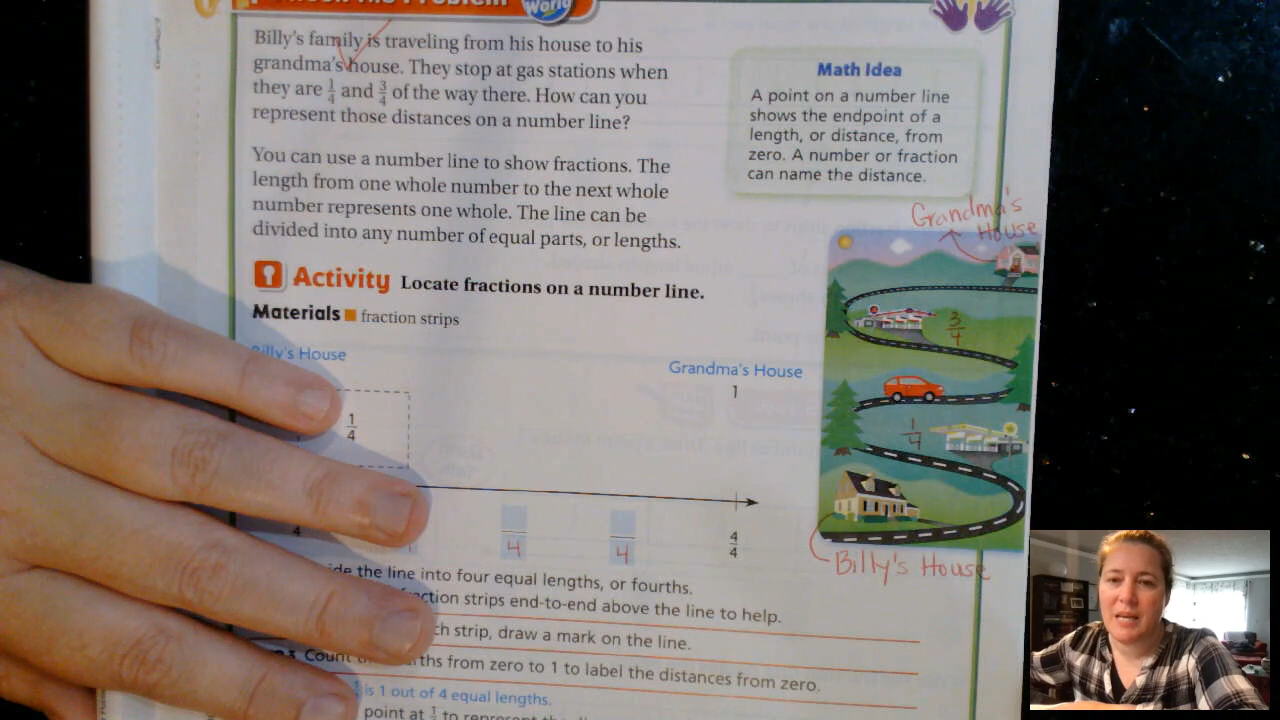 World
Billy's family is traveling from his house to his
grandma's house. They stop at gas stations when
they are 1/4 and 3/4 of the way there. How can you
represent those distances on a number line?
You can use a number line to show fractions. The
length from one whole number to the next whole
number represents one whole. The line can be
divided into any number of equal parts, or lengths.
Math Idea
A point on a number line
shows the endpoint of a
length, or distance, from
zero. A number or fraction
can name the distance.
Grandma's
House
3/4
1/4
Billy's House
Activity Locate fractions on a number line.
Materials fraction strips
Billy's House
Grandma's House
1
1/4
4
4
4
4/4
the line into four equal lengths, or fourths.
strips end-to-end above the line to help.
strip, draw a mark on the line.
Count from zero to 1 to label the distances from zero.
is 1 out of 4 equal lengths.
point at 1/4 to